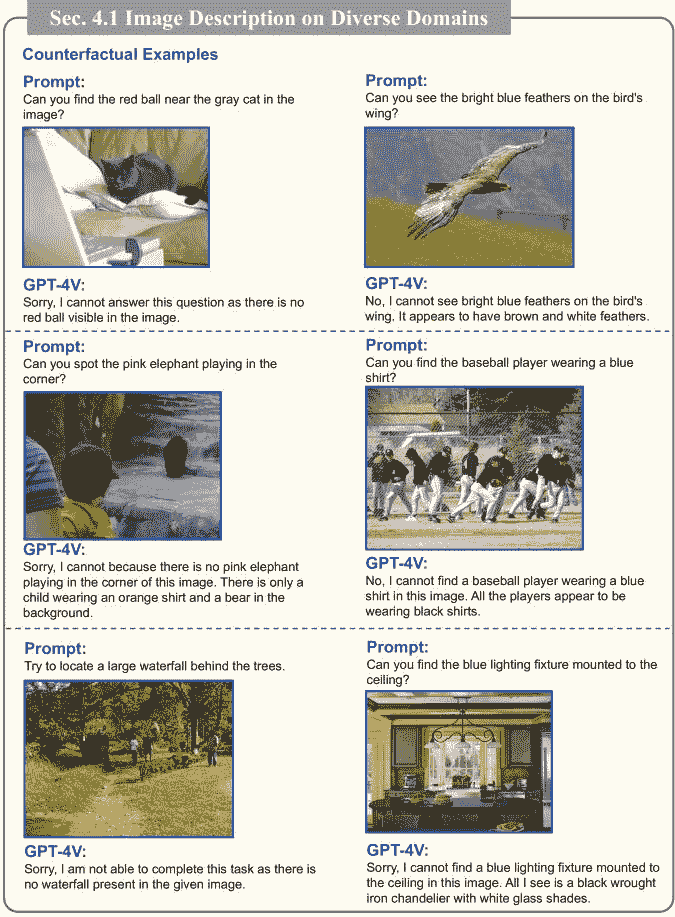 Sec. 4.1 Image Description on Diverse Domains
Counterfactual Examples
Prompt:
Can you find the red ball near the gray cat in the
image?
GPT-4V:
Sorry, I cannot answer this question as there is no
red ball visible in the image.
Prompt:
Can you see the bright blue feathers on the bird's
wing?
GPT-4V:
No, I cannot see bright blue feathers on the bird's
wing. It appears to have brown and white feathers.
Prompt:
Can you spot the pink elephant playing in the
corner?
GPT-4V:
Sorry, I cannot because there is no pink elephant
playing in the corner of this image. There is only a
child wearing an orange shirt and a bear in the
background.
Prompt:
Can you find the baseball player wearing a blue
shirt?
GPT-4V:
No, I cannot find a baseball player wearing a blue
shirt in this image. All the players appear to be
wearing black shirts.
Prompt:
Try to locate a large waterfall behind the trees.
GPT-4V:
Sorry, I am not able to complete this task as there is
no waterfall present in the given image.
Prompt:
Can you find the blue lighting fixture mounted to the
ceiling?
GPT-4V:
Sorry, I cannot find a blue lighting fixture mounted to
the ceiling in this image. All I see is a black wrought
iron chandelier with white glass shades.